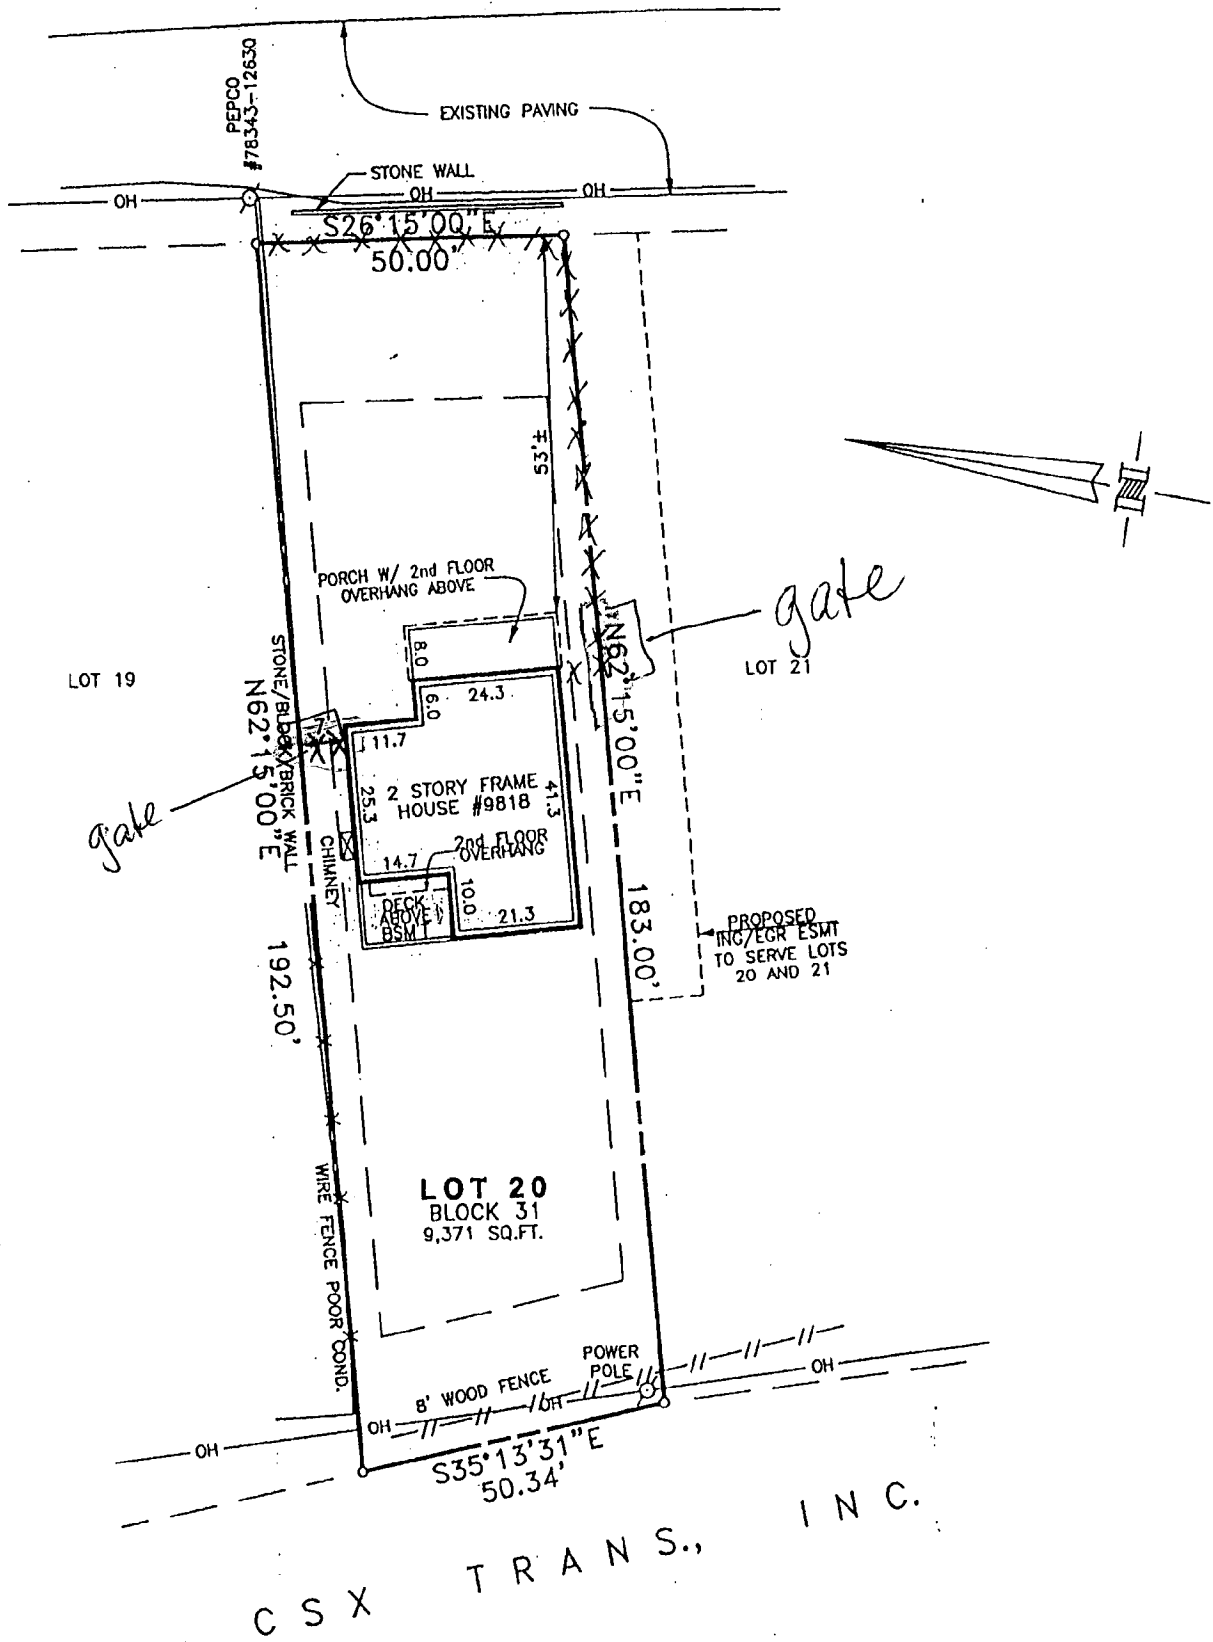 PEPCO
#78343-12630
EXISTING PAVING
STONE WALL
OH
OH
OH
S26°15'00"E
50.00'
53.±
PORCH W/ 2nd FLOOR
OVERHANG ABOVE
gate
LOT 19
LOT 21
8.0
24.3
6.0
STONE/BLOCK/BRICK WALL
N62°15'00"E
192.50'
N62°15'00"E
183.00'
7
11.7
gate
2 STORY FRAME
HOUSE #9818
25.3
41.3
CHIMNEY
2nd FLOOR
OVERHANG
14.7
10.0
21.3
DECK
ABOVE
BSMT
PROPOSED
ING/EGR ESMT
TO SERVE LOTS
20 AND 21
LOT 20
BLOCK 31
9,371 SQ.FT.
WIRE FENCE POOR COND.
POWER
POLE
8' WOOD FENCE
OH
OH
OH
OH
S35°13'31"E
50.34'
CSX TRANS., INC.